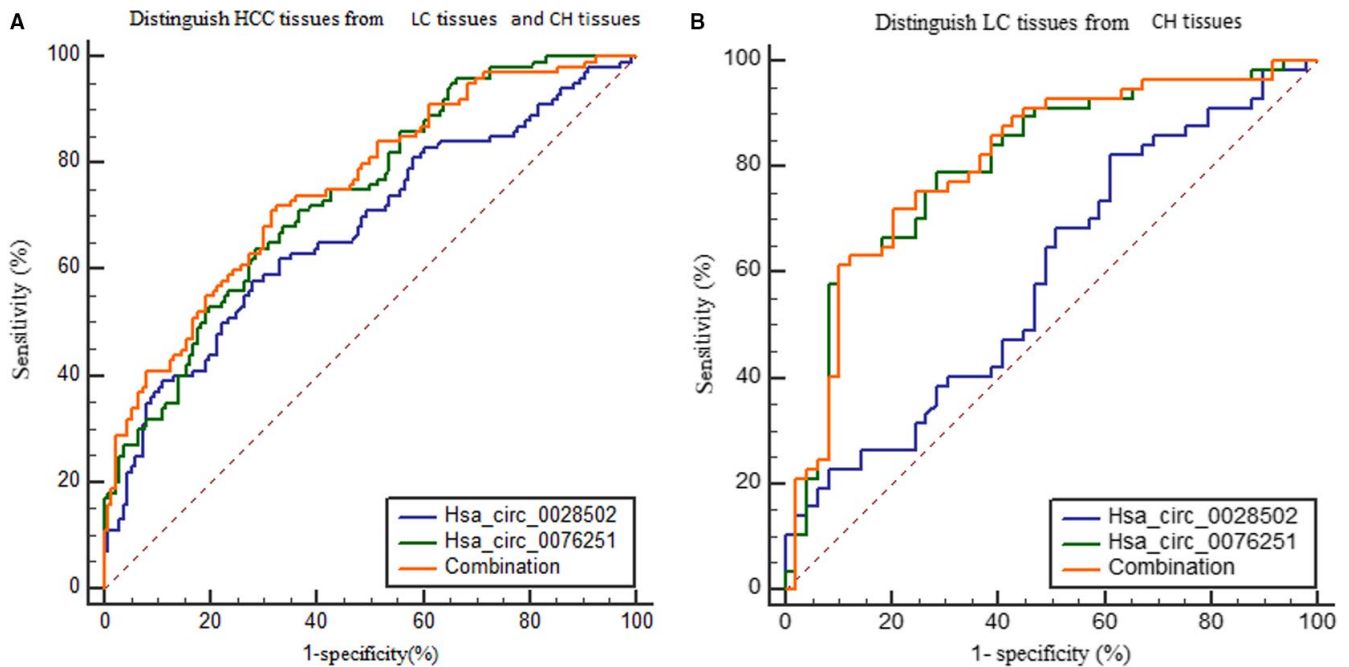 A
Distinguish HCC tissues from LC tissues and CH tissues
100
80
60
40
20
0
Sensitivity (%)
Hsa_circ_0028502
Hsa_circ_0076251
Combination
0 20 40 60 80 100
1-specificity(%)
B
Distinguish LC tissues from CH tissues
100
80
60
40
20
0
Sensitivity (%)
Hsa_circ_0028502
Hsa_circ_0076251
Combination
0 20 40 60 80 100
1- specificity (%)